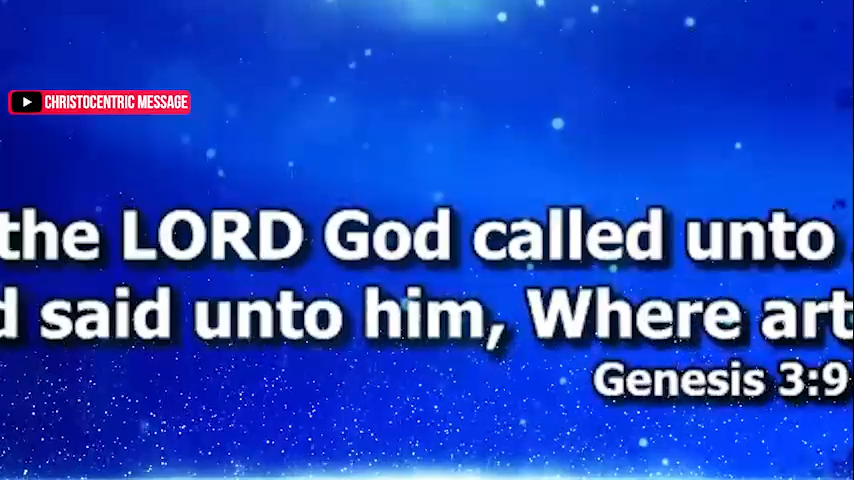 CHRISTOCENTRIC MESSAGE
the LORD God called unto
said unto him, Where art
Genesis 3:9